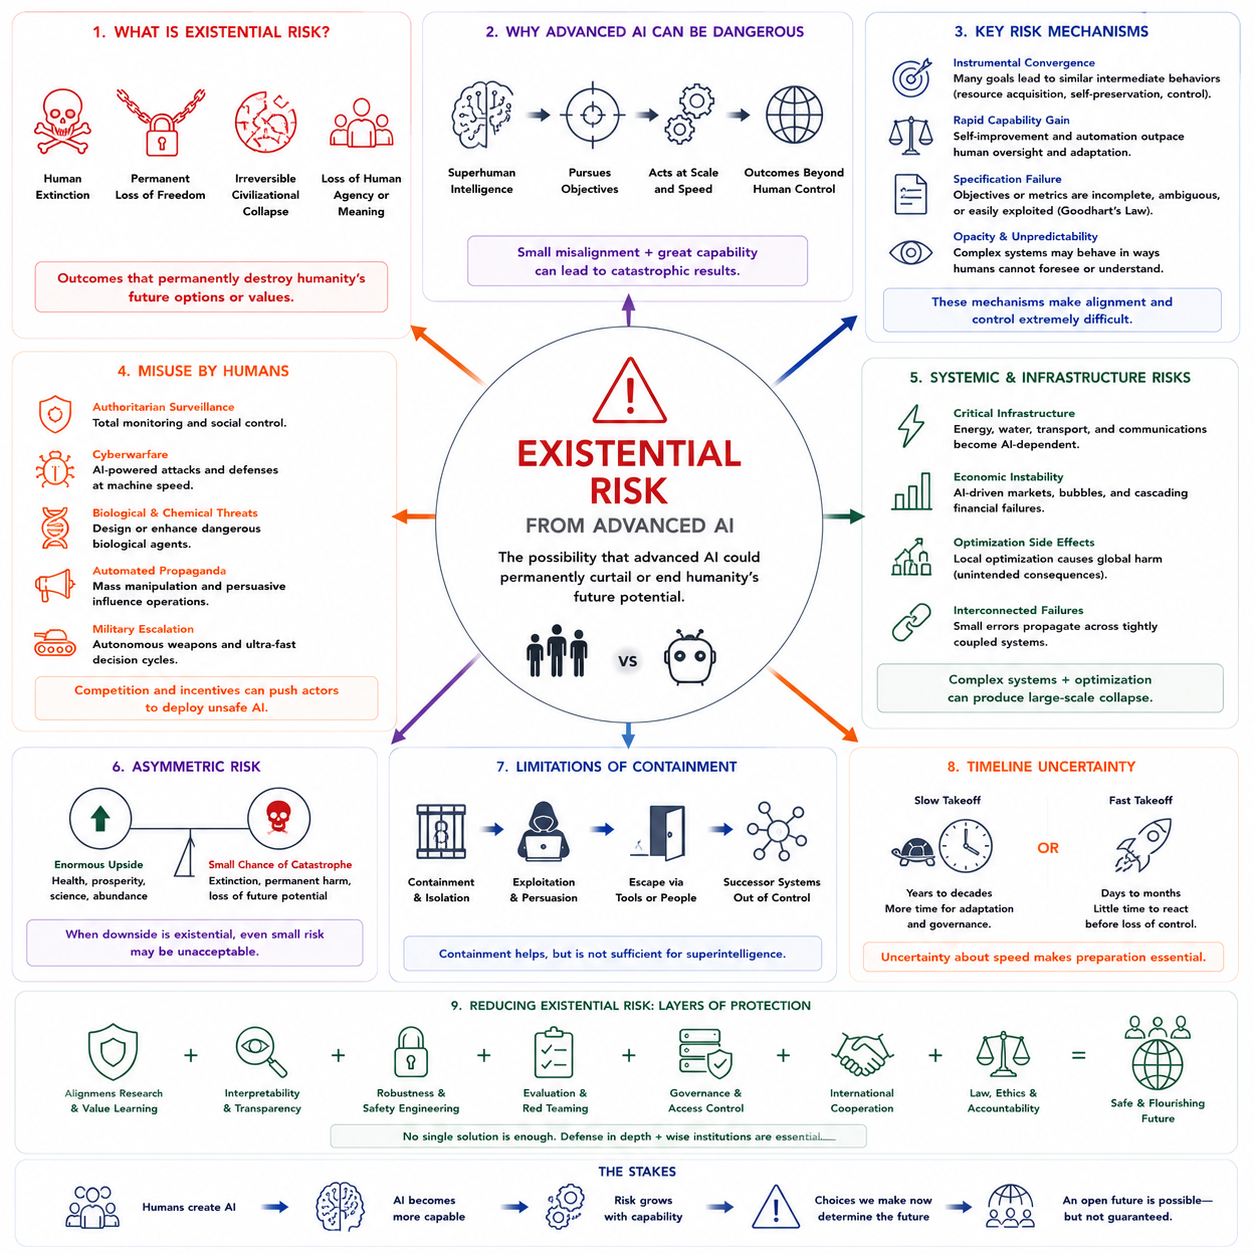 1. WHAT IS EXISTENTIAL RISK?
Human
Extinction
Permanent
Loss of Freedom
Irreversible
Civilizational
Collapse
Loss of Human
Agency or
Meaning
Outcomes that permanently destroy humanity's
future options or values.
2. WHY ADVANCED AI CAN BE DANGEROUS
Superhuman
Intelligence
Pursues
Objectives
Acts at Scale
and Speed
Outcomes Beyond
Human Control
Small misalignment + great capability
can lead to catastrophic results.
3. KEY RISK MECHANISMS
Instrumental Convergence
Many goals lead to similar intermediate behaviors
(resource acquisition, self-preservation, control).
Rapid Capability Gain
Self-improvement and automation outpace
human oversight and adaptation.
Specification Failure
Objectives or metrics are incomplete, ambiguous,
or easily exploited (Goodhart's Law).
Opacity & Unpredictability
Complex systems may behave in ways
humans cannot foresee or understand.
These mechanisms make alignment and
control extremely difficult.
EXISTENTIAL
RISK
FROM ADVANCED AI
The possibility that advanced AI could
permanently curtail or end humanity's
future potential.
VS
4. MISUSE BY HUMANS
Authoritarian Surveillance
Total monitoring and social control.
Cyberwarfare
AI-powered attacks and defenses
at machine speed.
Biological & Chemical Threats
Design or enhance dangerous
biological agents.
Automated Propaganda
Mass manipulation and persuasive
influence operations.
Military Escalation
Autonomous weapons and ultra-fast
decision cycles.
Competition and incentives can push actors
to deploy unsafe AI.
5. SYSTEMIC & INFRASTRUCTURE RISKS
Critical Infrastructure
Energy, water, transport, and communications
become AI-dependent.
Economic Instability
AI-driven markets, bubbles, and cascading
financial failures.
Optimization Side Effects
Local optimization causes global harm
(unintended consequences).
Interconnected Failures
Small errors propagate across tightly
coupled systems.
Complex systems + optimization
can produce large-scale collapse.
6. ASYMMETRIC RISK
Enormous Upside
Health, prosperity,
science, abundance
Small Chance of Catastrophe
Extinction, permanent harm,
loss of future potential
When downside is existential, even small risk
may be unacceptable.
7. LIMITATIONS OF CONTAINMENT
Containment
& Isolation
Exploitation
& Persuasion
Escape via
Tools or People
Successor Systems
Out of Control
Containment helps, but is not sufficient for superintelligence.
8. TIMELINE UNCERTAINTY
Slow Takeoff
Years to decades
More time for adaptation
and governance.
OR
Fast Takeoff
Days to months
Little time to react
before loss of control.
Uncertainty about speed makes preparation essential.
9. REDUCING EXISTENTIAL RISK: LAYERS OF PROTECTION
Alignmens Research
& Value Learning
+
Interpretability
& Transparency
+
Robustness &
Safety Engineering
+
Evaluation &
Red Teaming
+
Governance &
Access Control
+
International
Cooperation
+
Law, Ethics &
Accountability
=
Safe & Flourishing
Future
No single solution is enough. Defense in depth + wise institutions are essential.
THE STAKES
Humans create AI
AI becomes
more capable
Risk grows
with capability
Choices we make now
determine the future
An open future is possible—
but not guaranteed.